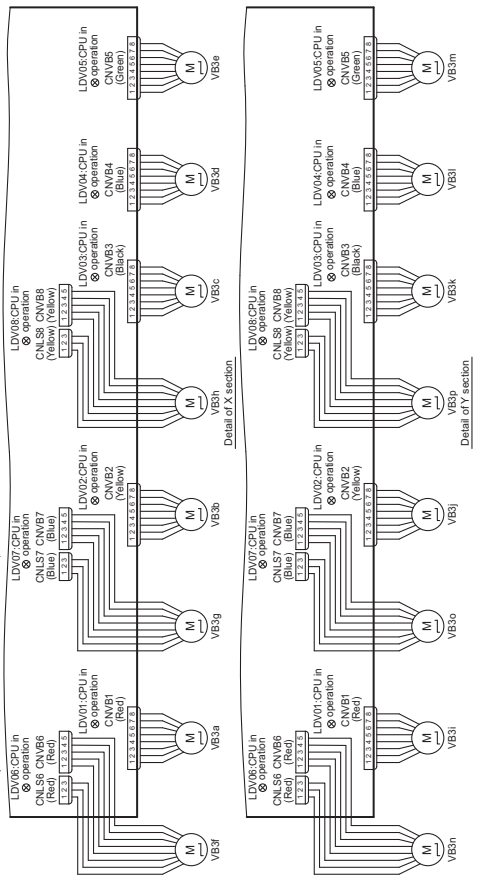 LDV06:CPU in
⊗ operation
CNLS6 CNVB6
(Red) (Red)
1 2 3 1 2 3 4 5
M
VB3f
LDV01:CPU in
⊗ operation
CNVB1
(Red)
1 2 3 4 5 6 7 8
M
VB3a
LDV07:CPU in
⊗ operation
CNLS7 CNVB7
(Blue) (Blue)
1 2 3 1 2 3 4 5
M
VB3g
LDV02:CPU in
⊗ operation
CNVB2
(Yellow)
1 2 3 4 5 6 7 8
M
VB3b
LDV08:CPU in
⊗ operation
CNLS8 CNVB8
(Yellow) (Yellow)
1 2 3 1 2 3 4 5
M
VB3h
LDV03:CPU in
⊗ operation
CNVB3
(Black)
1 2 3 4 5 6 7 8
M
VB3c
LDV04:CPU in
⊗ operation
CNVB4
(Blue)
1 2 3 4 5 6 7 8
M
VB3d
LDV05:CPU in
⊗ operation
CNVB5
(Green)
1 2 3 4 5 6 7 8
M
VB3e
Detail of X section
LDV06:CPU in
⊗ operation
CNLS6 CNVB6
(Red) (Red)
1 2 3 1 2 3 4 5
M
VB3n
LDV01:CPU in
⊗ operation
CNVB1
(Red)
1 2 3 4 5 6 7 8
M
VB3i
LDV07:CPU in
⊗ operation
CNLS7 CNVB7
(Blue) (Blue)
1 2 3 1 2 3 4 5
M
VB3o
LDV02:CPU in
⊗ operation
CNVB2
(Yellow)
1 2 3 4 5 6 7 8
M
VB3j
LDV08:CPU in
⊗ operation
CNLS8 CNVB8
(Yellow) (Yellow)
1 2 3 1 2 3 4 5
M
VB3p
LDV03:CPU in
⊗ operation
CNVB3
(Black)
1 2 3 4 5 6 7 8
M
VB3k
LDV04:CPU in
⊗ operation
CNVB4
(Blue)
1 2 3 4 5 6 7 8
M
VB3l
LDV05:CPU in
⊗ operation
CNVB5
(Green)
1 2 3 4 5 6 7 8
M
VB3m
Detail of Y section